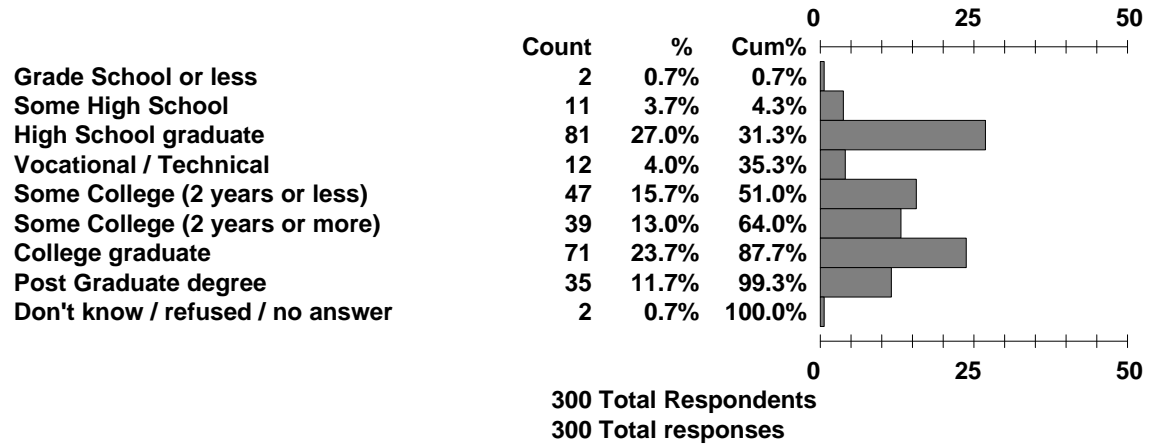 0 25 50
Count % Cum%
Grade School or less 2 0.7% 0.7%
Some High School 11 3.7% 4.3%
High School graduate 81 27.0% 31.3%
Vocational / Technical 12 4.0% 35.3%
Some College (2 years or less) 47 15.7% 51.0%
Some College (2 years or more) 39 13.0% 64.0%
College graduate 71 23.7% 87.7%
Post Graduate degree 35 11.7% 99.3%
Don't know / refused / no answer 2 0.7% 100.0%
0 25 50
300 Total Respondents
300 Total responses